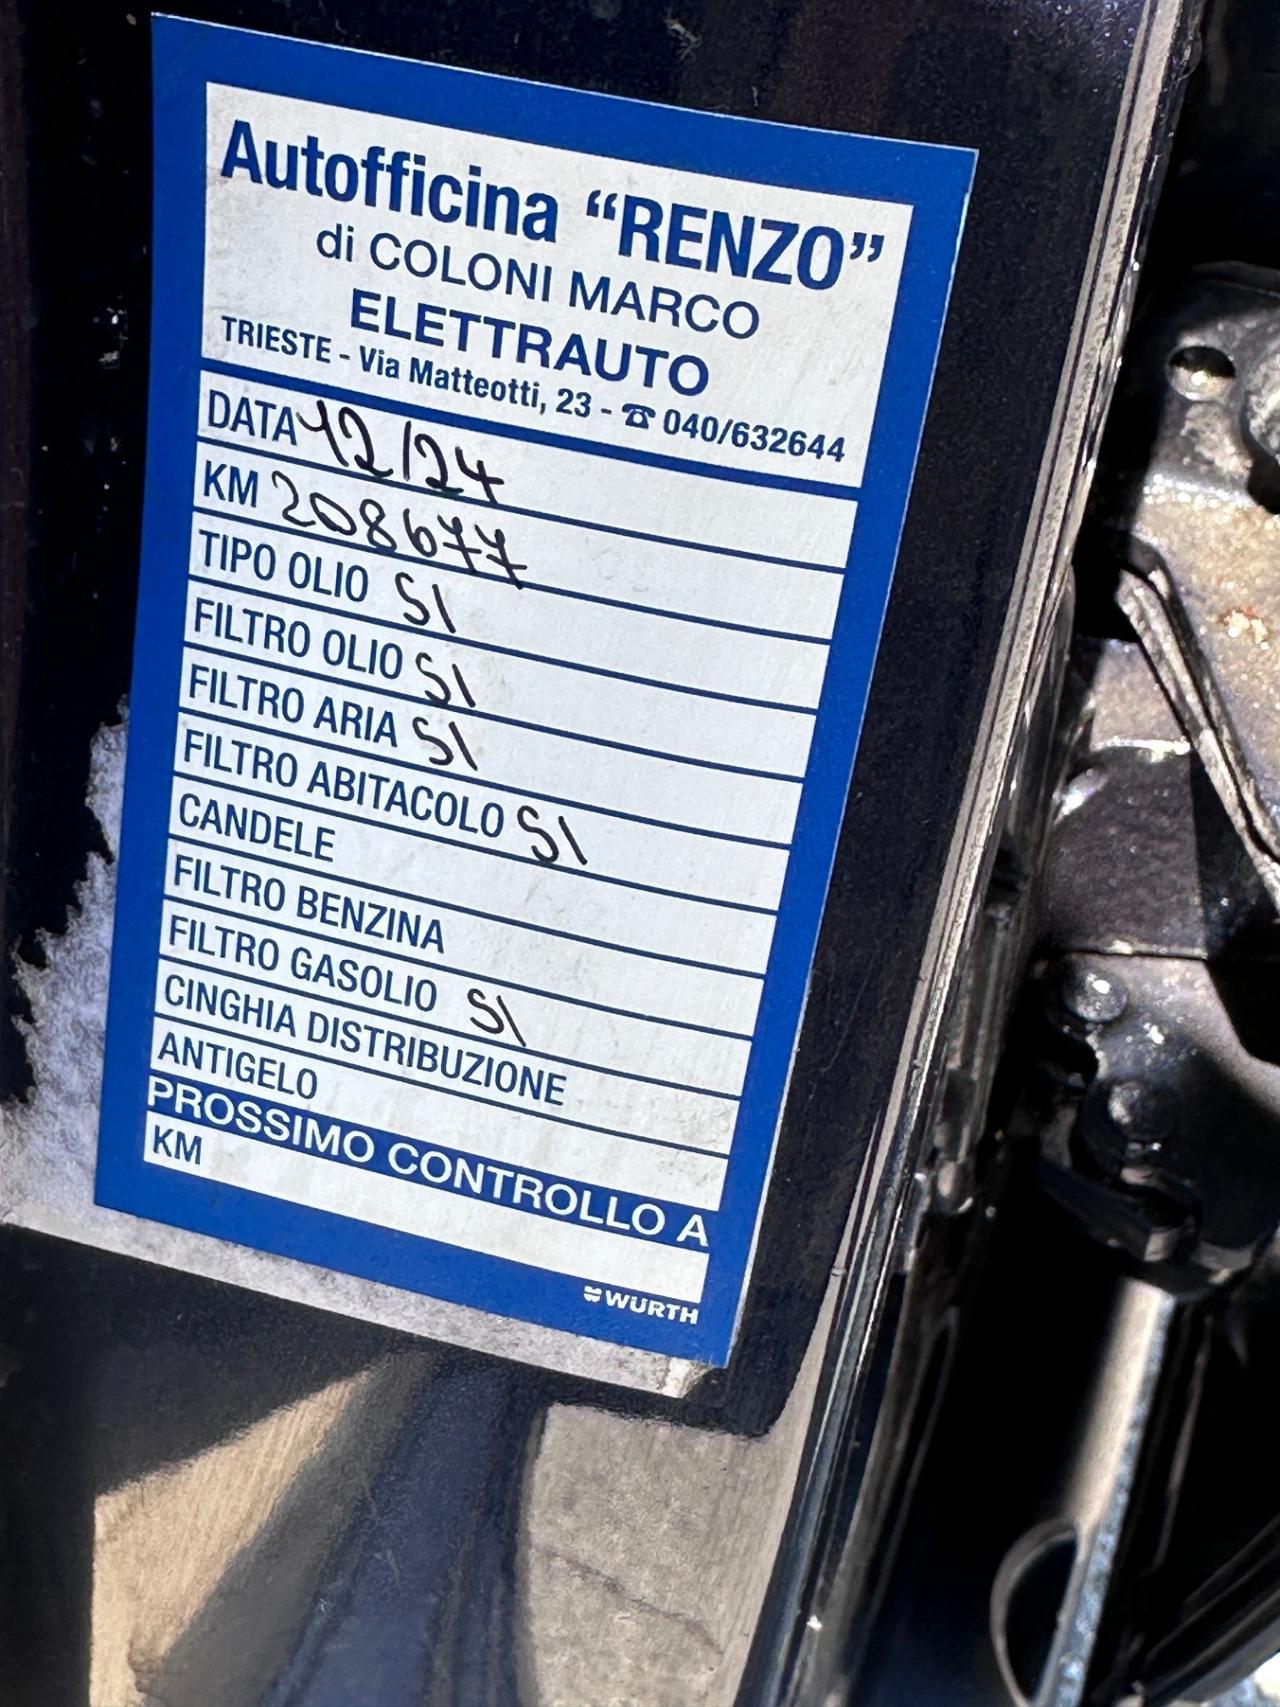 Autofficina “RENZO”
di COLONI MARCO
ELETTRAUTO
TRIESTE - Via Matteotti, 23 - ☎ 040/632644
DATA 12/24
KM 208677
TIPO OLIO SI
FILTRO OLIO SI
FILTRO ARIA SI
FILTRO ABITACOLO SI
CANDELE
FILTRO BENZINA
FILTRO GASOLIO SI
CINGHIA DISTRIBUZIONE
ANTIGELO
PROSSIMO CONTROLLO A
KM
WÜRTH